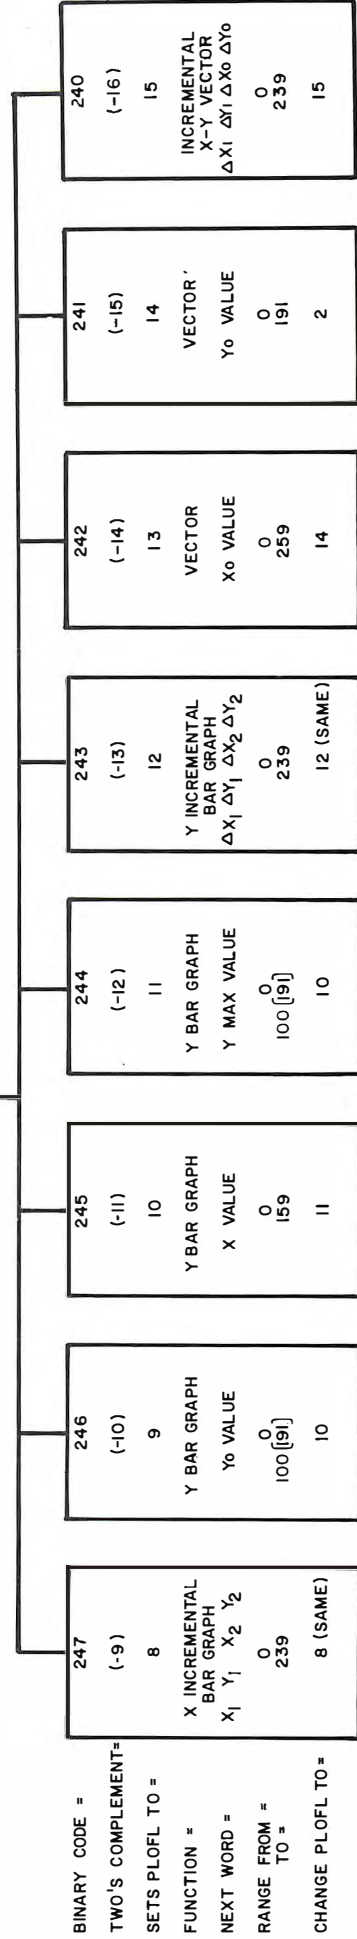 BINARY CODE =
TWO'S COMPLEMENT=
SETS PLOFL TO =
FUNCTION =
NEXT WORD =
RANGE FROM =
TO =
CHANGE PLOFL TO=
247
(-9)
8
X INCREMENTAL
BAR GRAPH
X1 Y1 X2 Y2
0
239
8 (SAME)
246
(-10)
9
Y BAR GRAPH
Yo VALUE
0
100[191]
10
245
(-11)
10
Y BAR GRAPH
X VALUE
0
159
11
244
(-12)
11
Y BAR GRAPH
Y MAX VALUE
0
100[191]
10
243
(-13)
12
Y INCREMENTAL
BAR GRAPH
ΔX1 ΔY1 ΔX2 ΔY2
0
239
12 (SAME)
242
(-14)
13
VECTOR
Xo VALUE
0
259
14
241
(-15)
14
VECTOR'
Yo VALUE
0
191
2
240
(-16)
15
INCREMENTAL
X-Y VECTOR
ΔX1 ΔY1 ΔXo ΔYo
0
239
15